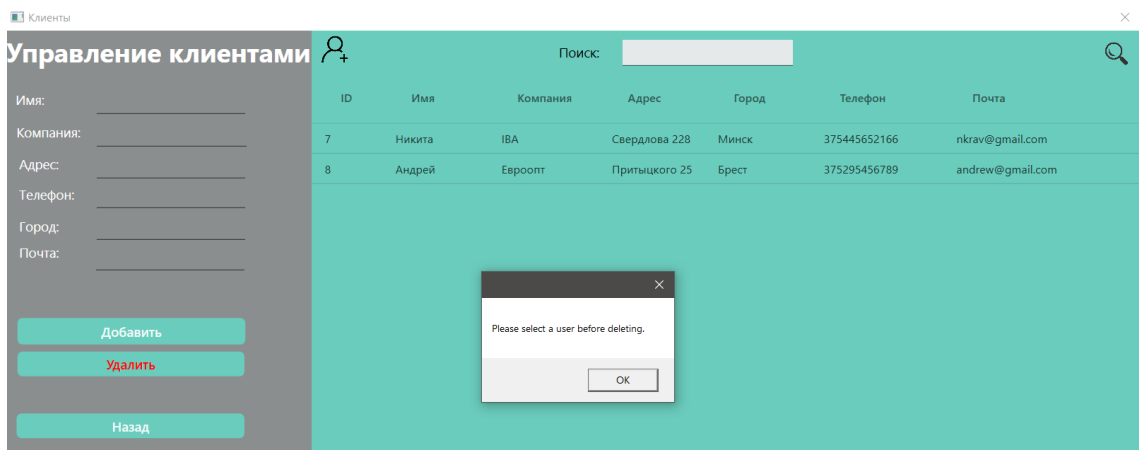 Клиенты
Управление клиентами
Поиск:
Имя:
Компания:
Адрес:
Телефон:
Город:
Почта:
Добавить
Удалить
Назад
ID Имя Компания Адрес Город Телефон Почта
7 Никита IBA Свердлова 228 Минск 375445652166 nkrav@gmail.com
8 Андрей Евроопт Притыцкого 25 Брест 375295456789 andrew@gmail.com
Please select a user before deleting.
OK